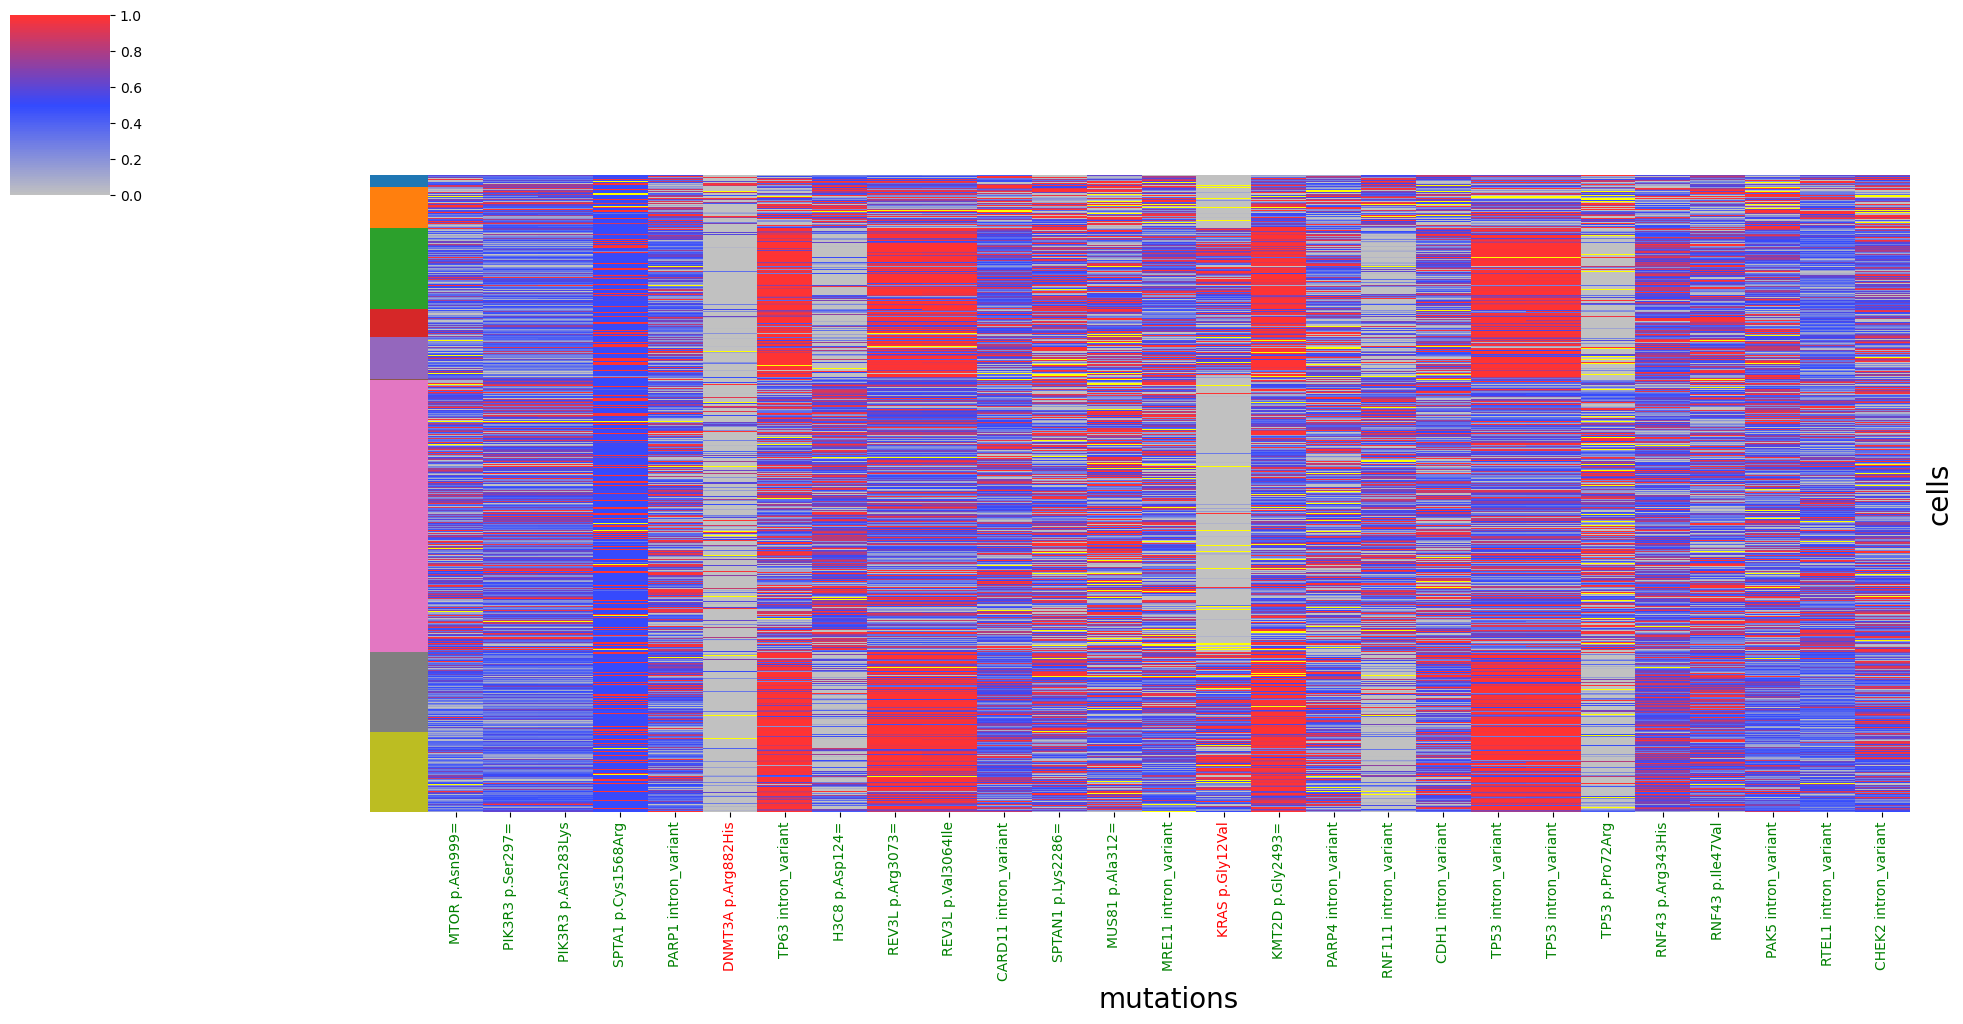 1.0
0.8
0.6
0.4
0.2
0.0
cells
MTOR p.Asn999=
PIK3R3 p.Ser297=
PIK3R3 p.Asn283Lys
SPTA1 p.Cys1568Arg
PARP1 intron_variant
DNMT3A p.Arg882His
TP63 intron_variant
H3C8 p.Asp124=
REV3L p.Arg3073=
REV3L p.Val3064Ile
CARD11 intron_variant
SPTAN1 p.Lys2286=
MUS81 p.Ala312=
MRE11 intron_variant
KRAS p.Gly12Val
KMT2D p.Gly2493=
PARP4 intron_variant
RNF111 intron_variant
CDH1 intron_variant
TP53 intron_variant
TP53 intron_variant
TP53 p.Pro72Arg
RNF43 p.Arg343His
RNF43 p.Ile47Val
PAK5 intron_variant
RTEL1 intron_variant
CHEK2 intron_variant
mutations